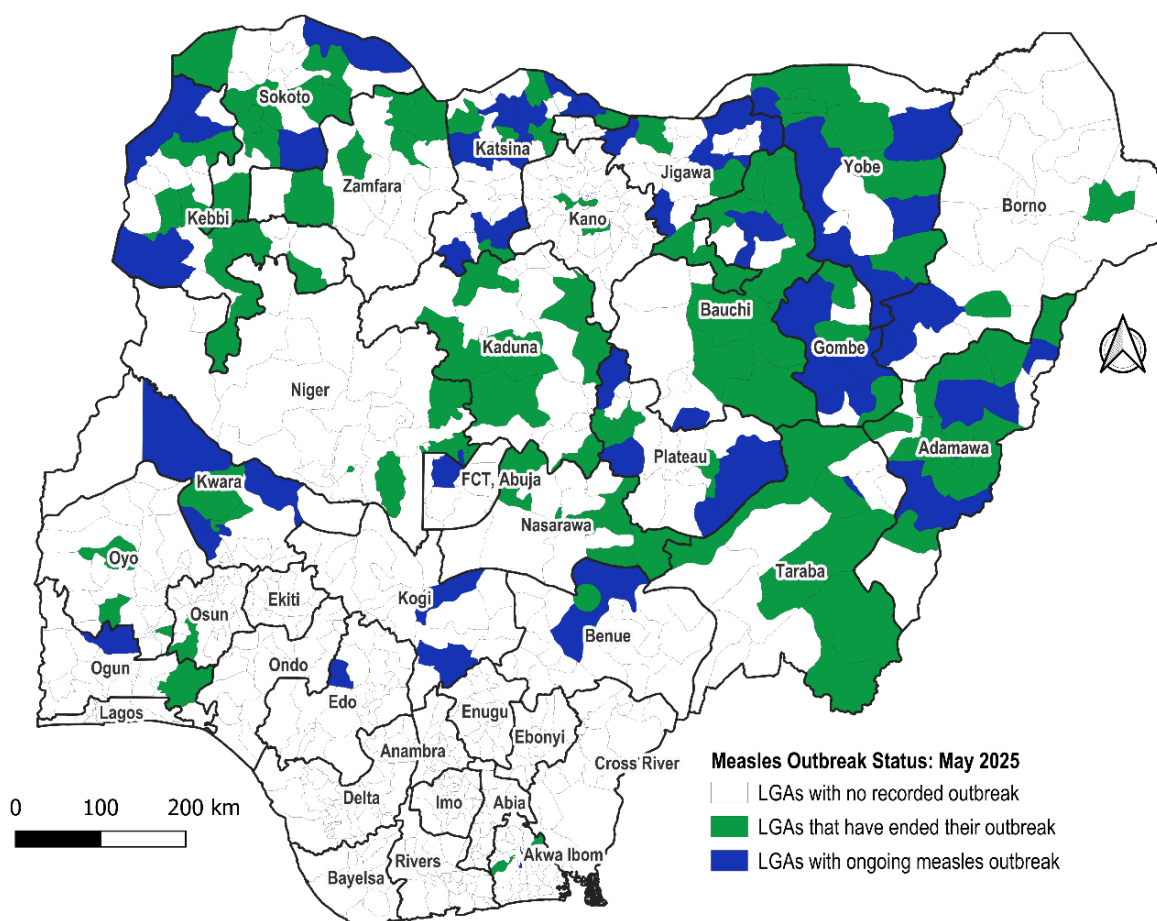 Sokoto
Katsina
Zamfara
Kebbi
Kano
Jigawa
Yobe
Borno
Bauchi
Gombe
Kaduna
Niger
Adamawa
Plateau
Kwara
FCT, Abuja
Nasarawa
Oyo
Taraba
Osun
Ekiti
Kogi
Benue
Ogun
Ondo
Edo
Lagos
Enugu
Ebonyi
Anambra
Cross River
Delta
Imo
Abia
Bayelsa
Rivers
Akwa Ibom
Measles Outbreak Status: May 2025
LGAs with no recorded outbreak
LGAs that have ended their outbreak
LGAs with ongoing measles outbreak
0 100 200 km